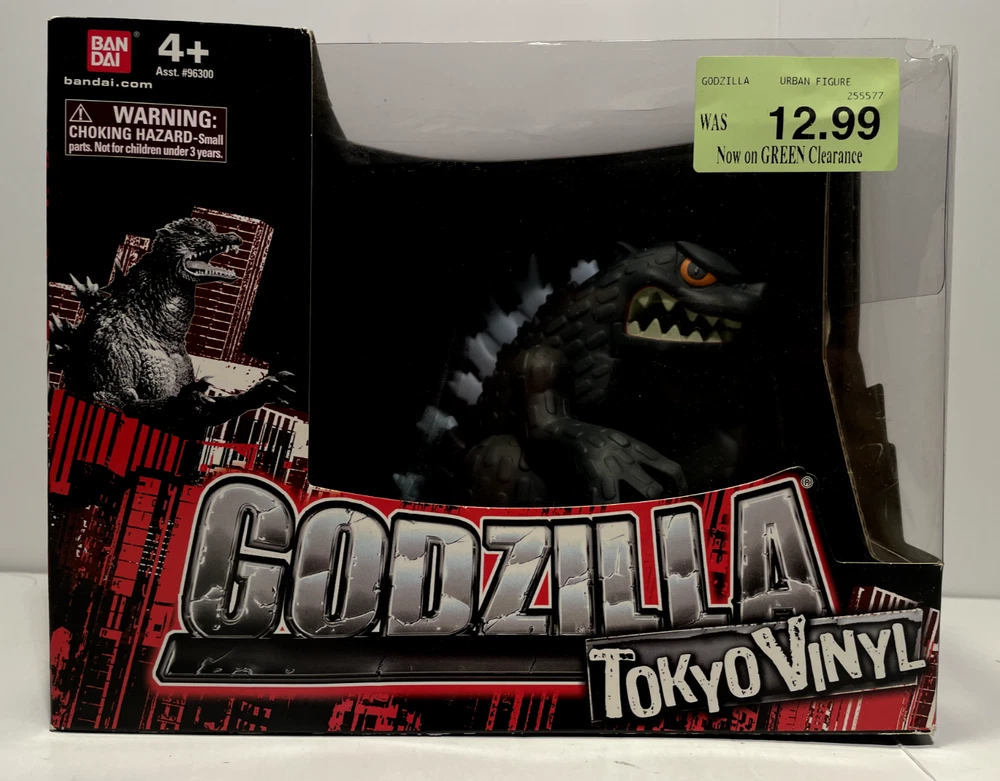 BAN
DAI
®
4+
Asst. #96300
bandai.com
WARNING:
CHOKING HAZARD-Small
parts. Not for children under 3 years.
GODZILLA URBAN FIGURE
255577
WAS 12.99
Now on GREEN Clearance
GODZILLA®
TOKYO VINYL